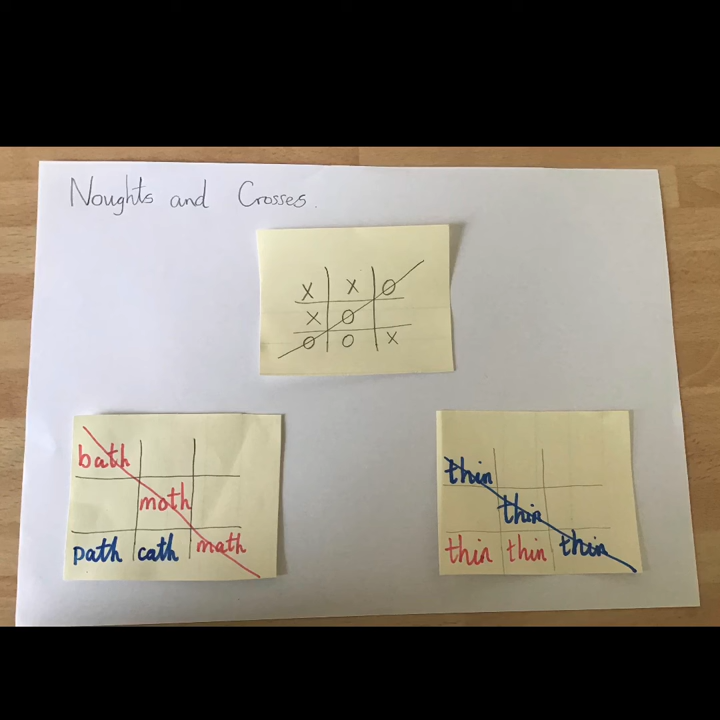 Noughts and Crosses.
X X O
X O
O O X
bath
moth
path cath math
thin
thin
thin thin thin